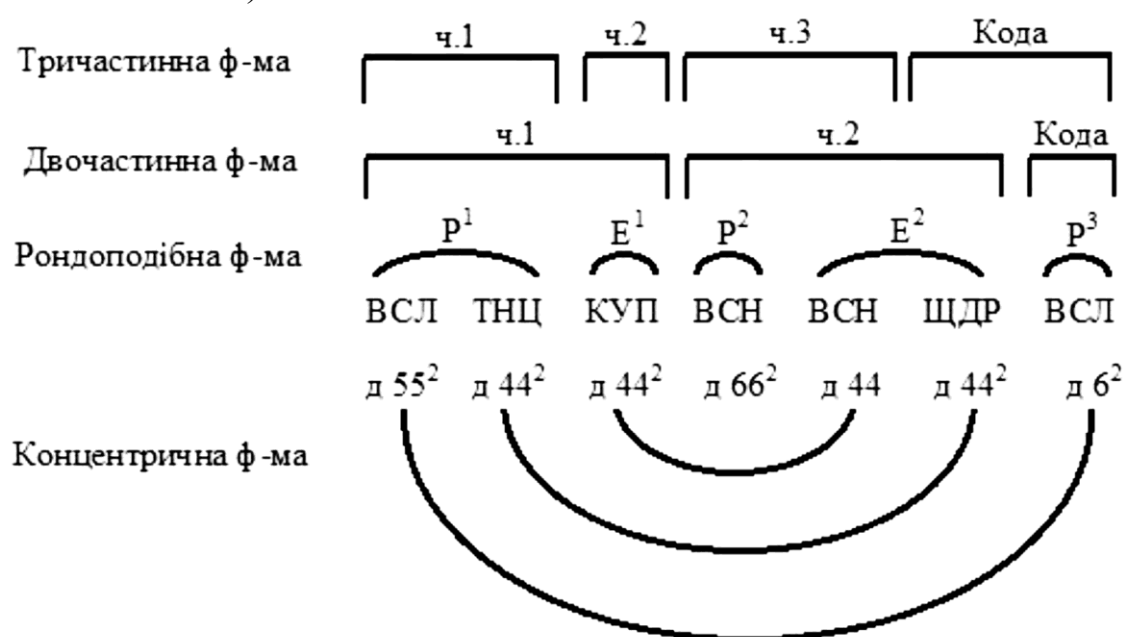 )
Тричастинна ф-ма ч.1 ч.2 ч.3 Кода
Двочастинна ф-ма ч.1 ч.2 Кода
Рондоподібна ф-ма Р¹ Е¹ Р² Е² Р³
ВСЛ ТНЦ КУП ВСН ВСН ЩДР ВСЛ
д 55² д 44² д 44² д 66² д 44 д 44² д 6²
Концентрична ф-ма